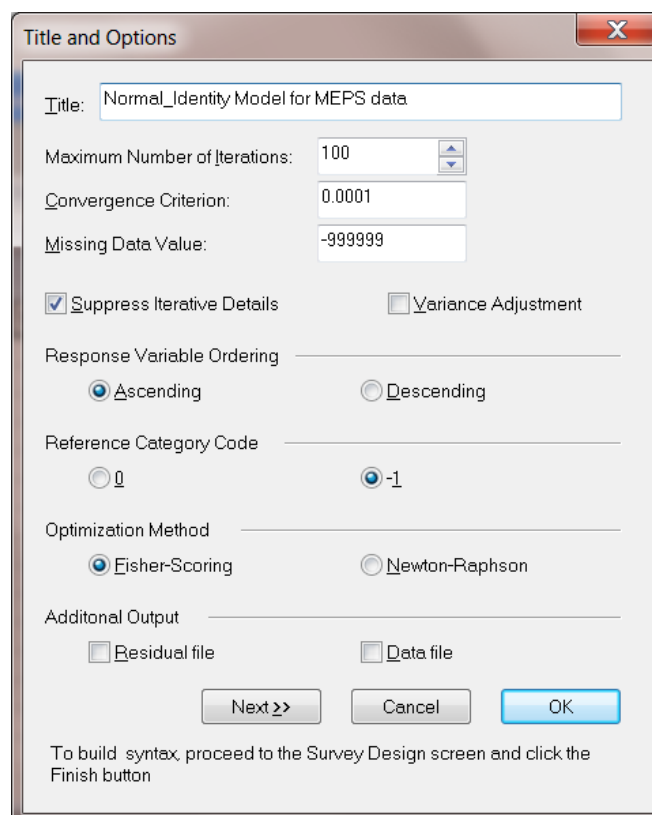 Title and Options
X
Title: Normal_Identity Model for MEPS data
Maximum Number of Iterations: 100
Convergence Criterion: 0.0001
Missing Data Value: -999999
Suppress Iterative Details Variance Adjustment
Response Variable Ordering
Ascending Descending
Reference Category Code
0 -1
Optimization Method
Fisher-Scoring Newton-Raphson
Additonal Output
Residual file Data file
Next >> Cancel OK
To build syntax, proceed to the Survey Design screen and click the
Finish button